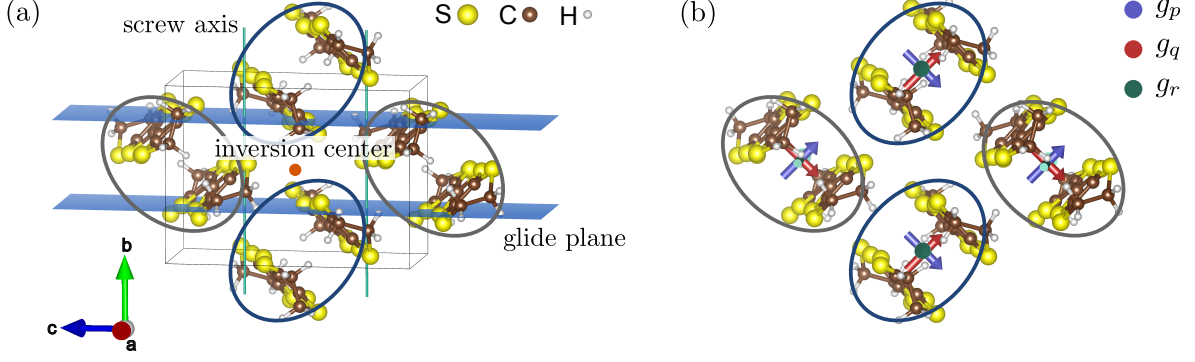 (a)
screw axis
S C H
inversion center
glide plane
b
c
a
(b)
g_p
g_q
g_r